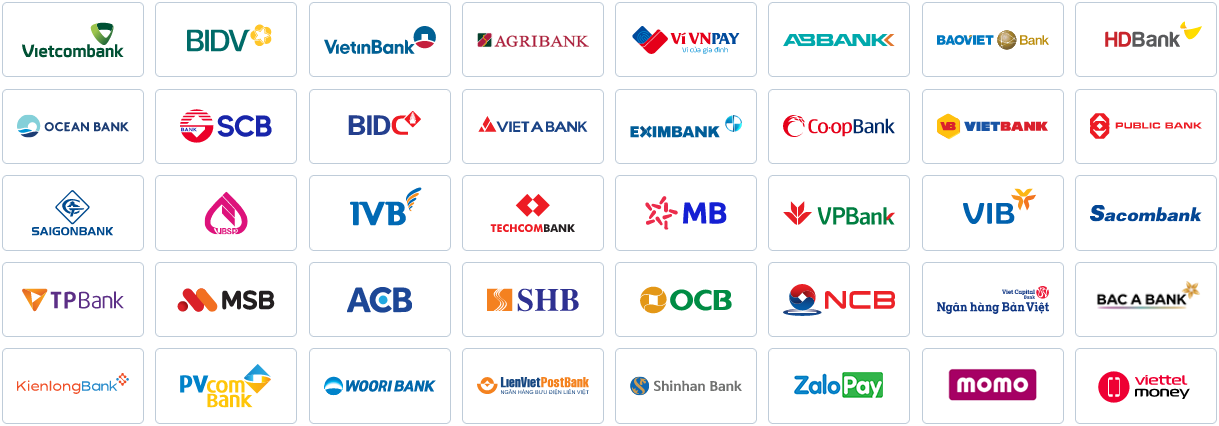 Vietcombank
BIDV
VietinBank
AGRIBANK
Ví VNPAY
Ví của gia đình
ABBANK
BAOVIET Bank
HDBank
OCEAN BANK
BANK
SCB
BIDC
VIET A BANK
EXIMBANK
Co·opBank
VB
VIETBANK
PUBLIC BANK
SAIGONBANK
VBSP
IVB
TECHCOMBANK
MB
VPBank
VIB
Sacombank
TPBank
MSB
ACB
SHB
OCB
NCB
Viet Capital
Bank
Ngân hàng Bản Việt
BAC A BANK
KienlongBank
PVcom
Bank
WOORI BANK
LienVietPostBank
NGÂN HÀNG BƯU ĐIỆN LIÊN VIỆT
Shinhan Bank
ZaloPay
momo
viettel
money